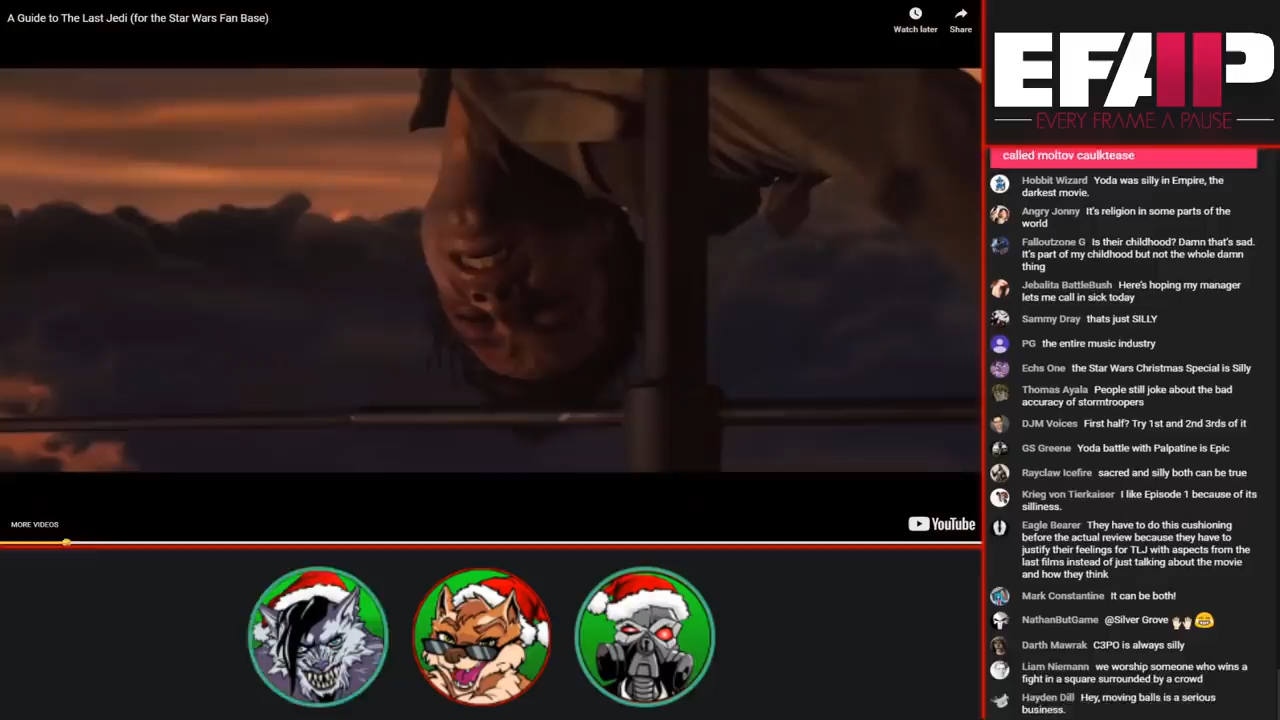 A Guide to The Last Jedi (for the Star Wars Fan Base)
Watch later
Share
MORE VIDEOS
YouTube
EFAP
EVERY FRAME A PAUSE
called moltov caulktease
Hobbit Wizard Yoda was silly in Empire, the
darkest movie.
Angry Jonny It's religion in some parts of the
world
Falloutzone G Is their childhood? Damn that's sad.
It's part of my childhood but not the whole damn
thing
Jebalita BattleBush Here's hoping my manager
lets me call in sick today
Sammy Dray thats just SILLY
PG the entire music industry
Echs One the Star Wars Christmas Special is Silly
Thomas Ayala People still joke about the bad
accuracy of stormtroopers
DJM Voices First half? Try 1st and 2nd 3rds of it
GS Greene Yoda battle with Palpatine is Epic
Rayclaw Icefire sacred and silly both can be true
Krieg von Tierkaiser I like Episode 1 because of its
silliness.
Eagle Bearer They have to do this cushioning
before the actual review because they have to
justify their feelings for TLJ with aspects from the
last films instead of just talking about the movie
and how they think
Mark Constantine It can be both!
NathanButGame @Silver Grove 🙌😂
Darth Mawrak C3PO is always silly
Liam Niemann we worship someone who wins a
fight in a square surrounded by a crowd
Hayden Dill Hey, moving balls is a serious
business.